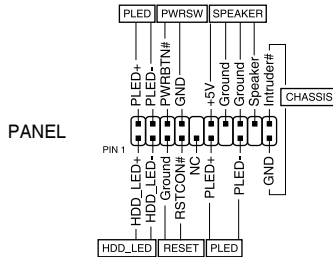 PLED PWRSW SPEAKER
PLED+
PLED-
PWRBTN#
GND
+5V
Ground
Ground
Speaker
Intruder#
CHASSIS
PANEL
PIN 1
HDD_LED+
HDD_LED-
Ground
RSTCON#
NC
PLED+
PLED-
GND
HDD_LED RESET PLED